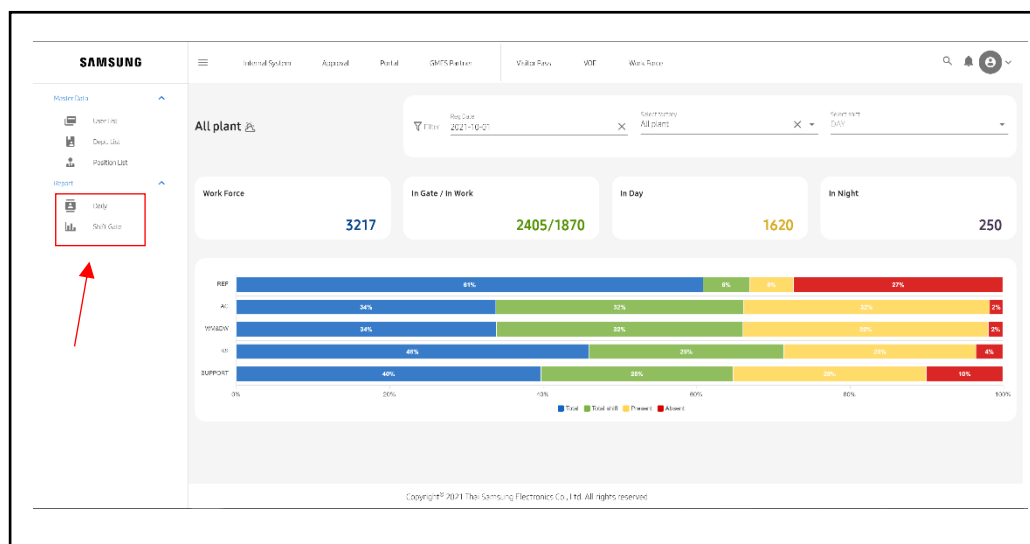 SAMSUNG
Internal System Approval Portal GMES Partner Visitor Pass VOE Work Force
Master Data
User List
Dept. List
Position List
Report
Daily
Shift Gate
All plant
Filter
Req Date
2021-10-01
Select factory
All plant
Select shift
DAY
Work Force
3217
In Gate / In Work
2405/1870
In Day
1620
In Night
250
REF 61% 6% 6% 27%
AC 34% 32% 32% 2%
WM&DW 34% 32% 32% 2%
46% 25% 25% 4%
SUPPORT 40% 25% 25% 10%
0% 20% 40% 60% 80% 100%
Total Total shift Present Absent
Copyright© 2021 Thai Samsung Electronics Co., Ltd. All rights reserved